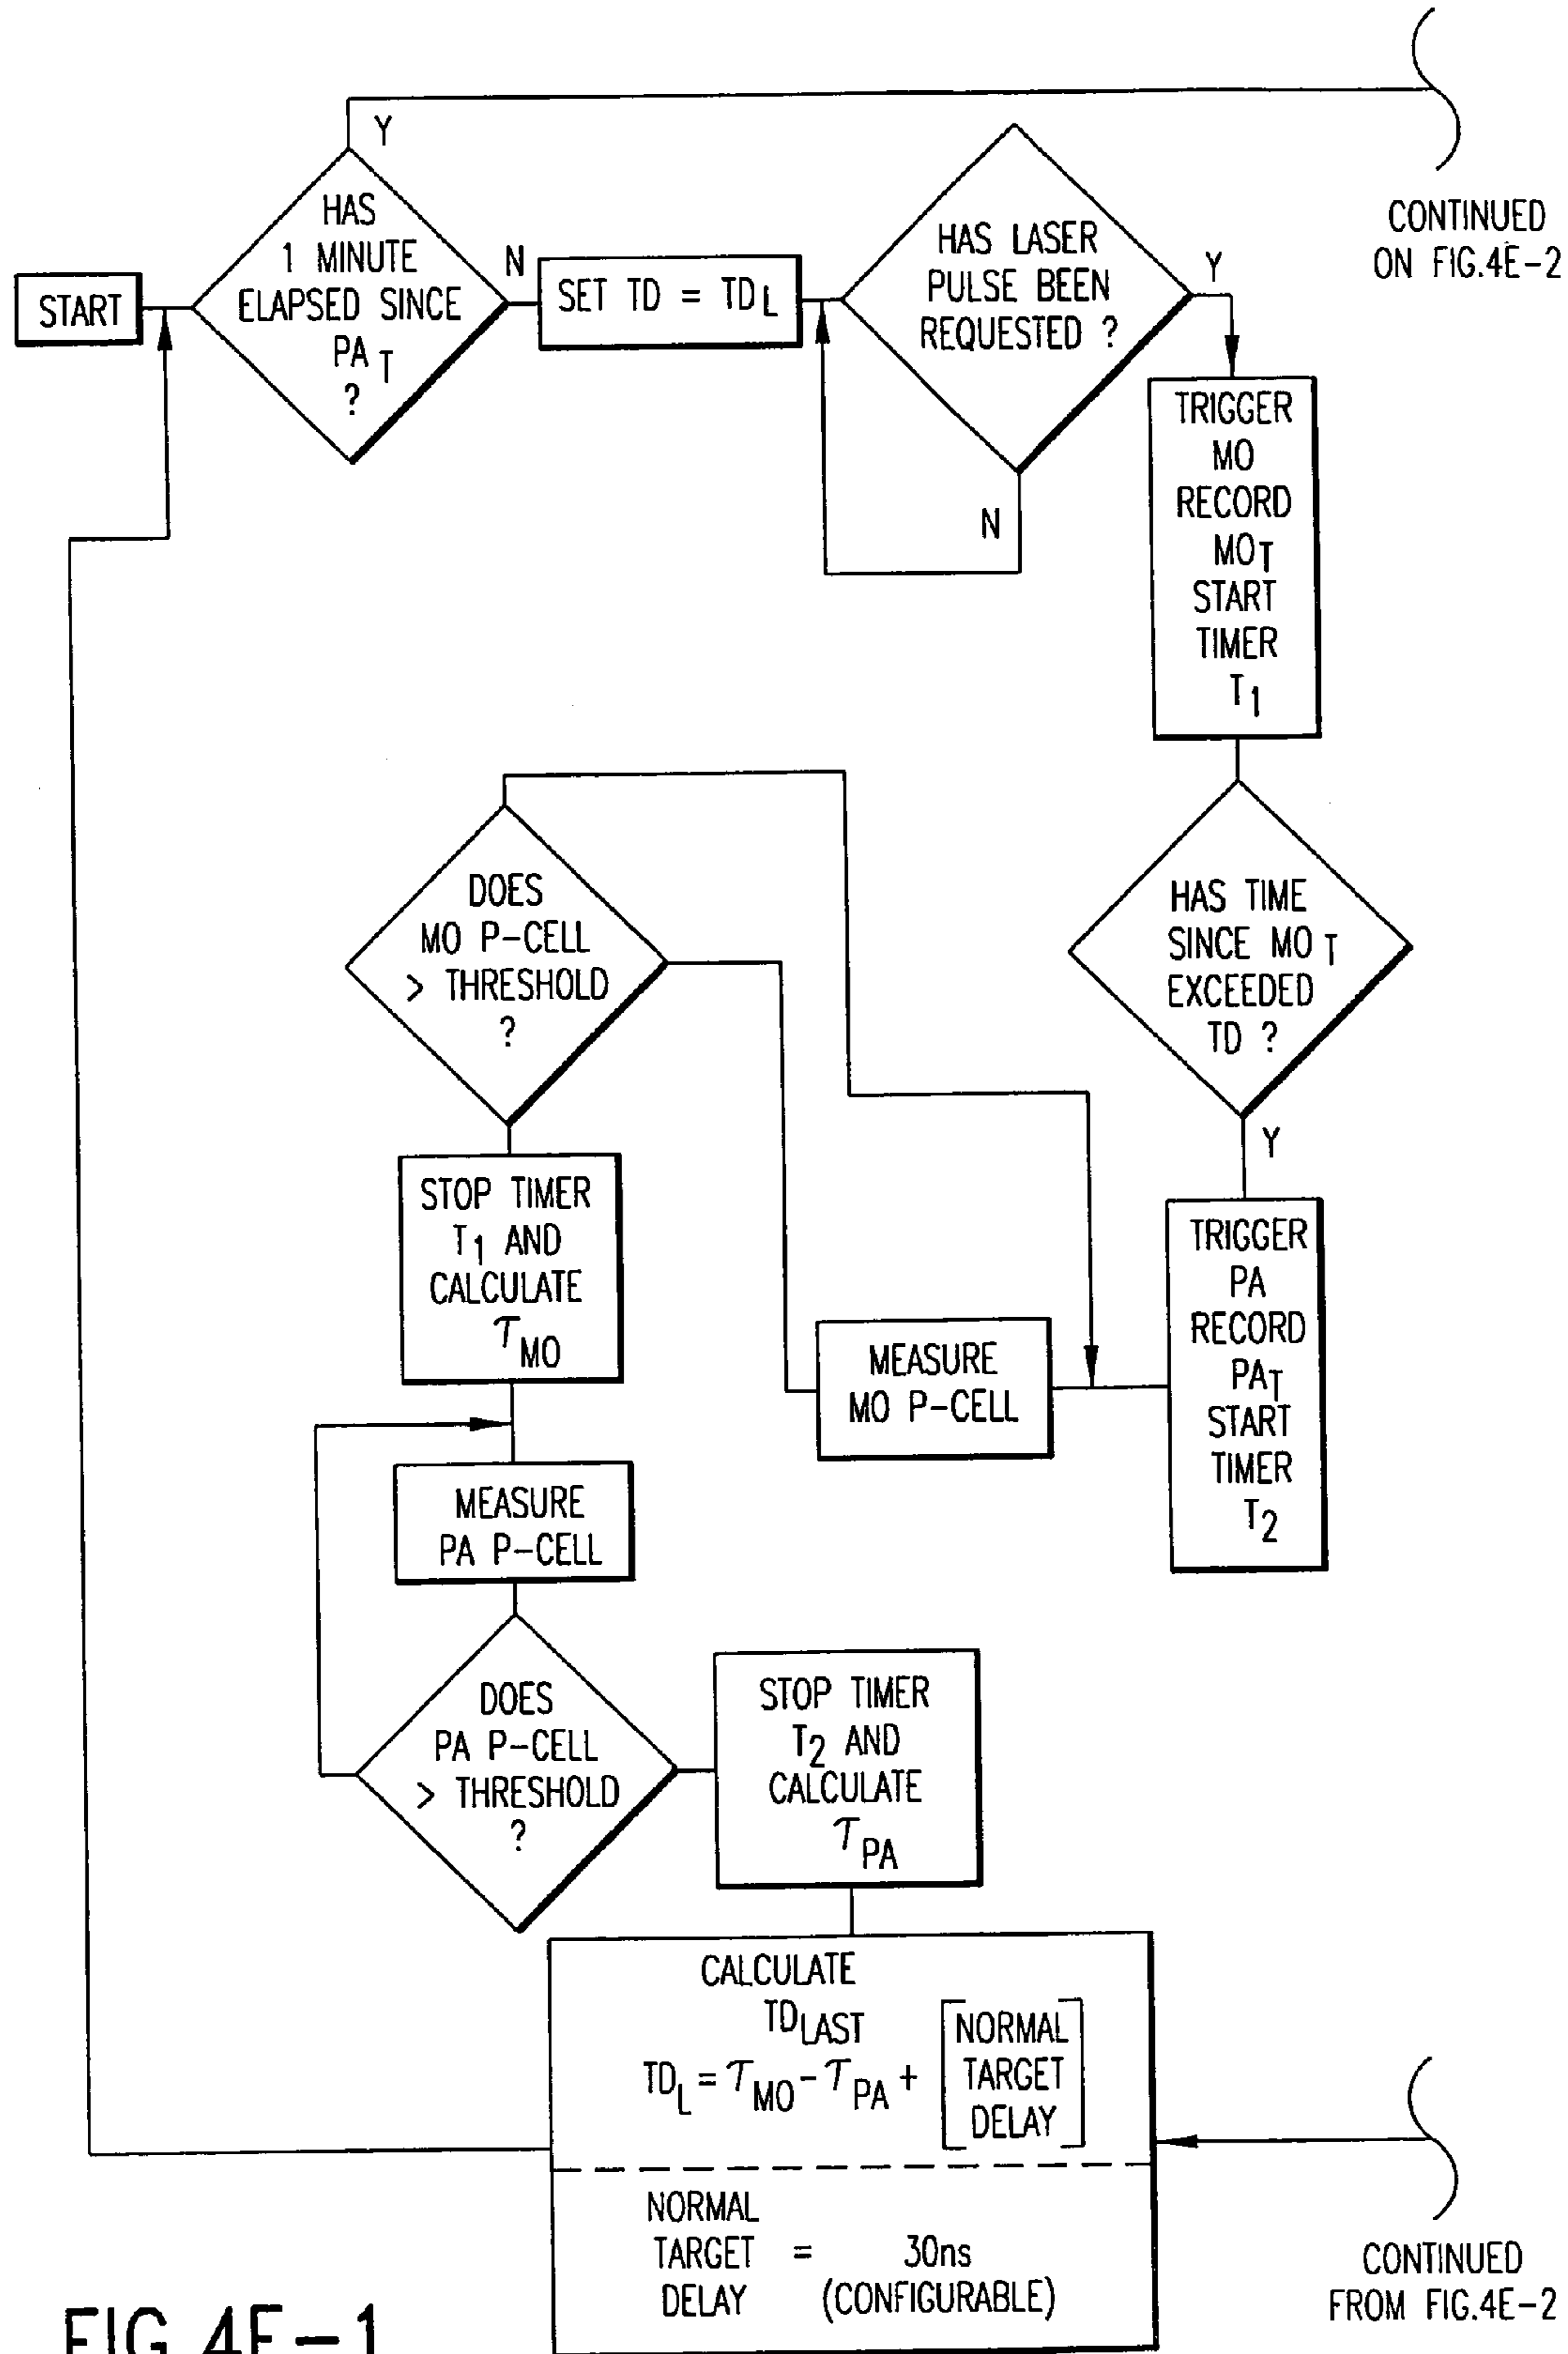 Y
CONTINUED
ON FIG.4E-2
START
HAS
1 MINUTE
ELAPSED SINCE
PA T
?
N
SET TD = TD L
HAS LASER
PULSE BEEN
REQUESTED ?
Y
N
TRIGGER
MO
RECORD
MO T
START
TIMER
T 1
HAS TIME
SINCE MO T
EXCEEDED
TD ?
Y
TRIGGER
PA
RECORD
PA T
START
TIMER
T 2
MEASURE
MO P-CELL
DOES
MO P-CELL
> THRESHOLD
?
STOP TIMER
T 1 AND
CALCULATE
τ MO
MEASURE
PA P-CELL
DOES
PA P-CELL
> THRESHOLD
?
STOP TIMER
T 2 AND
CALCULATE
τ PA
CALCULATE
TD LAST
TD L = τ MO - τ PA + [NORMAL
TARGET
DELAY]
NORMAL
TARGET = 30ns
DELAY (CONFIGURABLE)
CONTINUED
FROM FIG.4E-2
FIG.4E-1